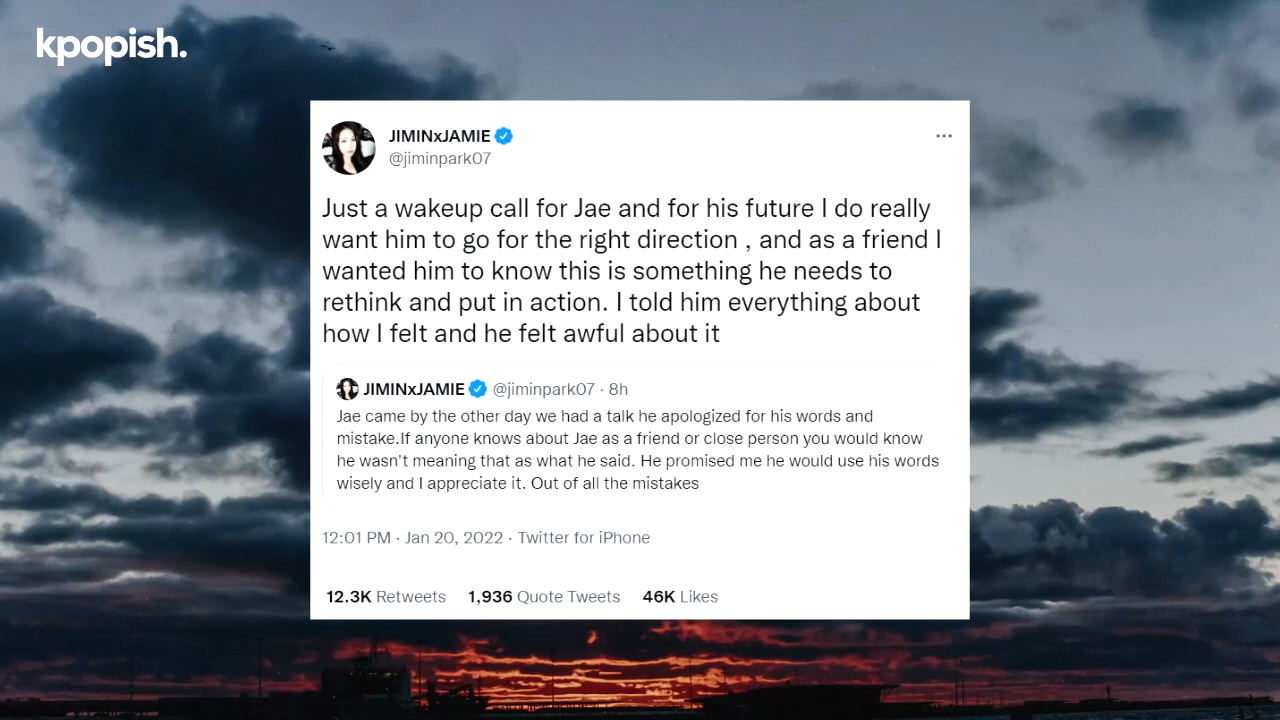 kpopish.
JIMINxJAMIE
@jiminpark07
Just a wakeup call for Jae and for his future I do really
want him to go for the right direction , and as a friend I
wanted him to know this is something he needs to
rethink and put in action. I told him everything about
how I felt and he felt awful about it
JIMINxJAMIE @jiminpark07 · 8h
Jae came by the other day we had a talk he apologized for his words and
mistake.If anyone knows about Jae as a friend or close person you would know
he wasn't meaning that as what he said. He promised me he would use his words
wisely and I appreciate it. Out of all the mistakes
12:01 PM · Jan 20, 2022 · Twitter for iPhone
12.3K Retweets 1,936 Quote Tweets 46K Likes